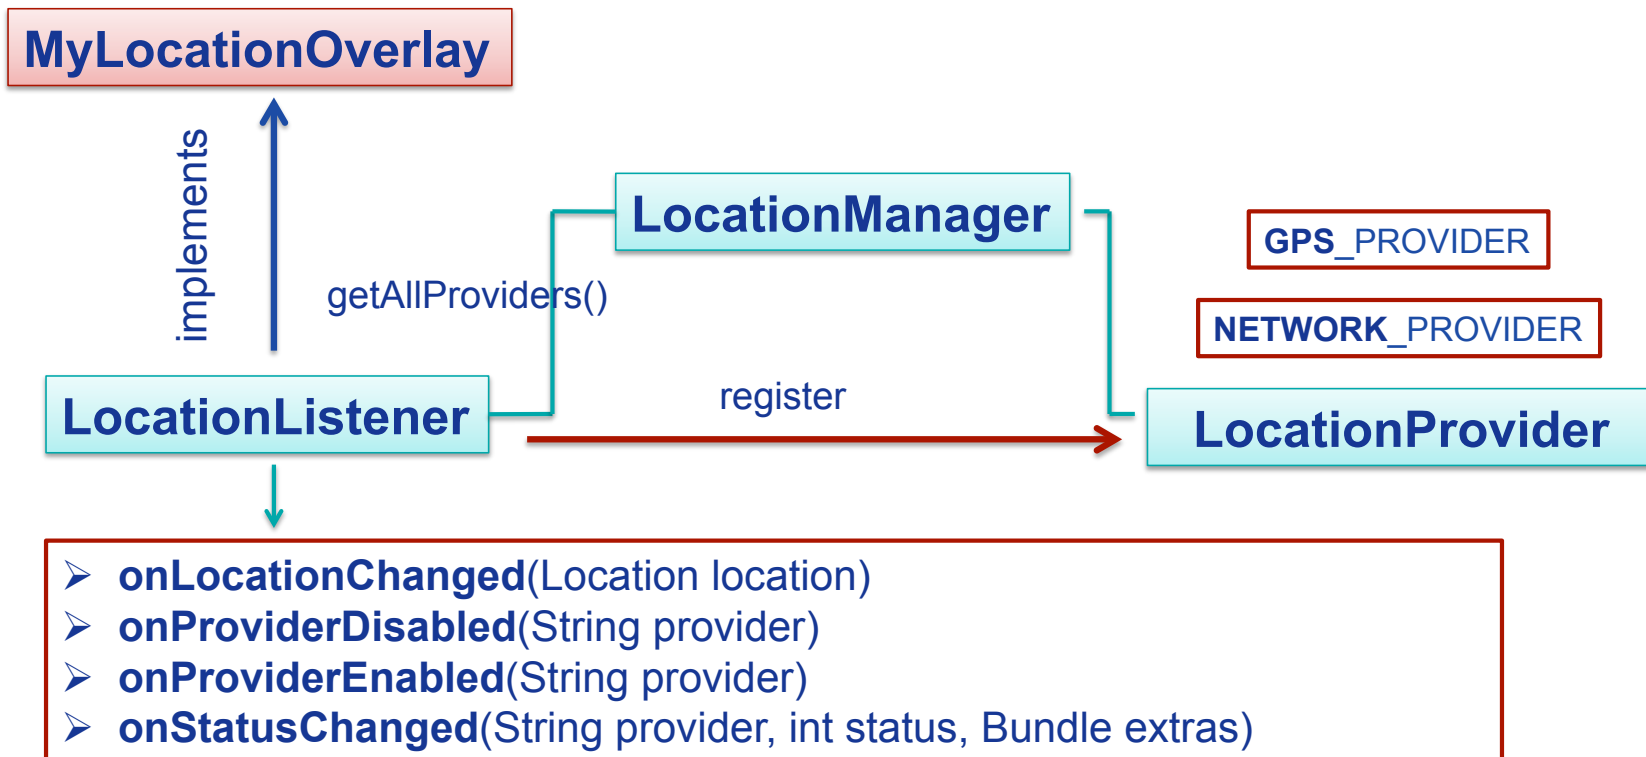 MyLocationOverlay
implements
LocationManager
GPS_PROVIDER
getAllProviders()
NETWORK_PROVIDER
LocationListener
register
LocationProvider
➢ onLocationChanged(Location location)
➢ onProviderDisabled(String provider)
➢ onProviderEnabled(String provider)
➢ onStatusChanged(String provider, int status, Bundle extras)